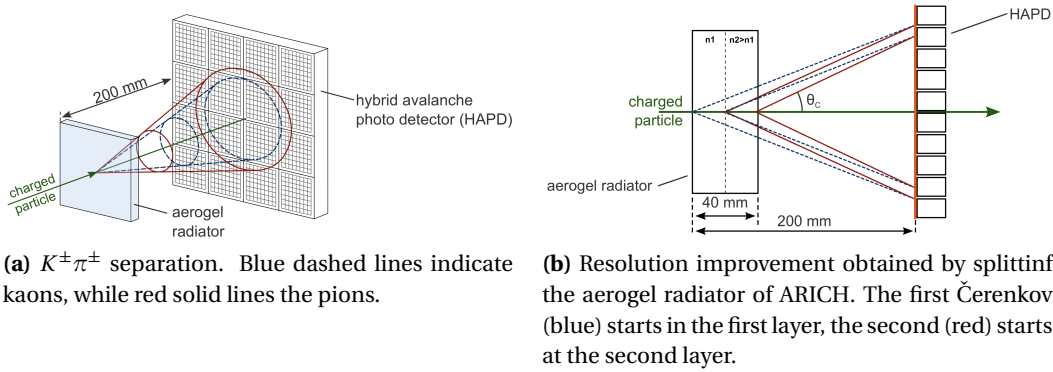 200 mm
hybrid avalanche
photo detector (HAPD)
charged
particle
aerogel
radiator
(a) K±π± separation. Blue dashed lines indicate
kaons, while red solid lines the pions.
HAPD
n1 n2>n1
charged
particle
θc
aerogel radiator
40 mm
200 mm
(b) Resolution improvement obtained by splittinf
the aerogel radiator of ARICH. The first Čerenkov
(blue) starts in the first layer, the second (red) starts
at the second layer.